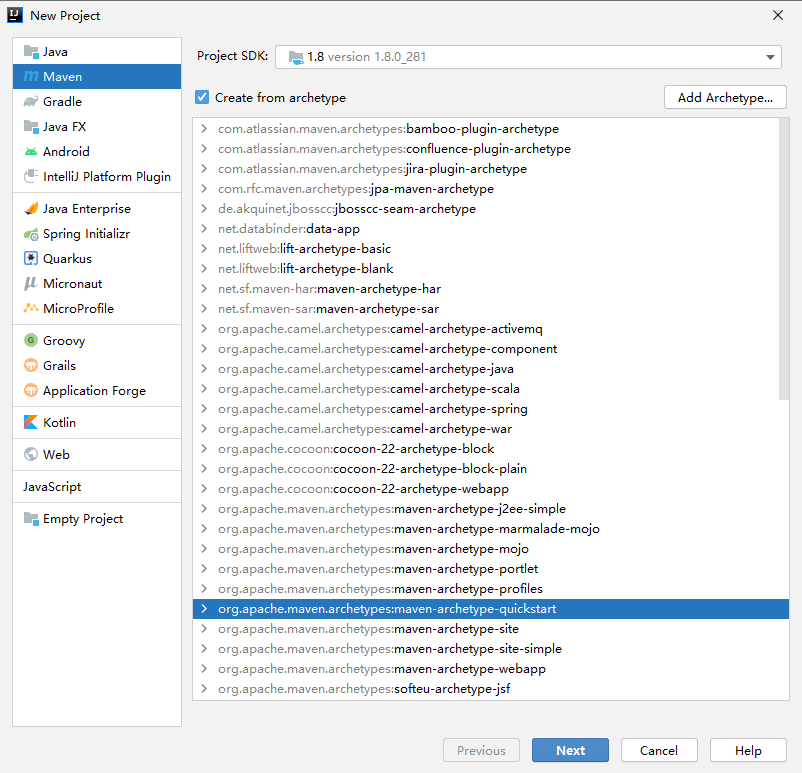 New Project
Java
Maven
Gradle
Java FX
Android
IntelliJ Platform Plugin
Java Enterprise
Spring Initializr
Quarkus
Micronaut
MicroProfile
Groovy
Grails
Application Forge
Kotlin
Web
JavaScript
Empty Project
Project SDK: 1.8 version 1.8.0_281
Create from archetype Add Archetype...
com.atlassian.maven.archetypes:bamboo-plugin-archetype
com.atlassian.maven.archetypes:confluence-plugin-archetype
com.atlassian.maven.archetypes:jira-plugin-archetype
com.rfc.maven.archetypes:jpa-maven-archetype
de.akquinet.jbosscc:jbosscc-seam-archetype
net.databinder:data-app
net.liftweb:lift-archetype-basic
net.liftweb:lift-archetype-blank
net.sf.maven-har:maven-archetype-har
net.sf.maven-sar:maven-archetype-sar
org.apache.camel.archetypes:camel-archetype-activemq
org.apache.camel.archetypes:camel-archetype-component
org.apache.camel.archetypes:camel-archetype-java
org.apache.camel.archetypes:camel-archetype-scala
org.apache.camel.archetypes:camel-archetype-spring
org.apache.camel.archetypes:camel-archetype-war
org.apache.cocoon:cocoon-22-archetype-block
org.apache.cocoon:cocoon-22-archetype-block-plain
org.apache.cocoon:cocoon-22-archetype-webapp
org.apache.maven.archetypes:maven-archetype-j2ee-simple
org.apache.maven.archetypes:maven-archetype-marmalade-mojo
org.apache.maven.archetypes:maven-archetype-mojo
org.apache.maven.archetypes:maven-archetype-portlet
org.apache.maven.archetypes:maven-archetype-profiles
org.apache.maven.archetypes:maven-archetype-quickstart
org.apache.maven.archetypes:maven-archetype-site
org.apache.maven.archetypes:maven-archetype-site-simple
org.apache.maven.archetypes:maven-archetype-webapp
org.apache.maven.archetypes:softeu-archetype-jsf
Previous Next Cancel Help